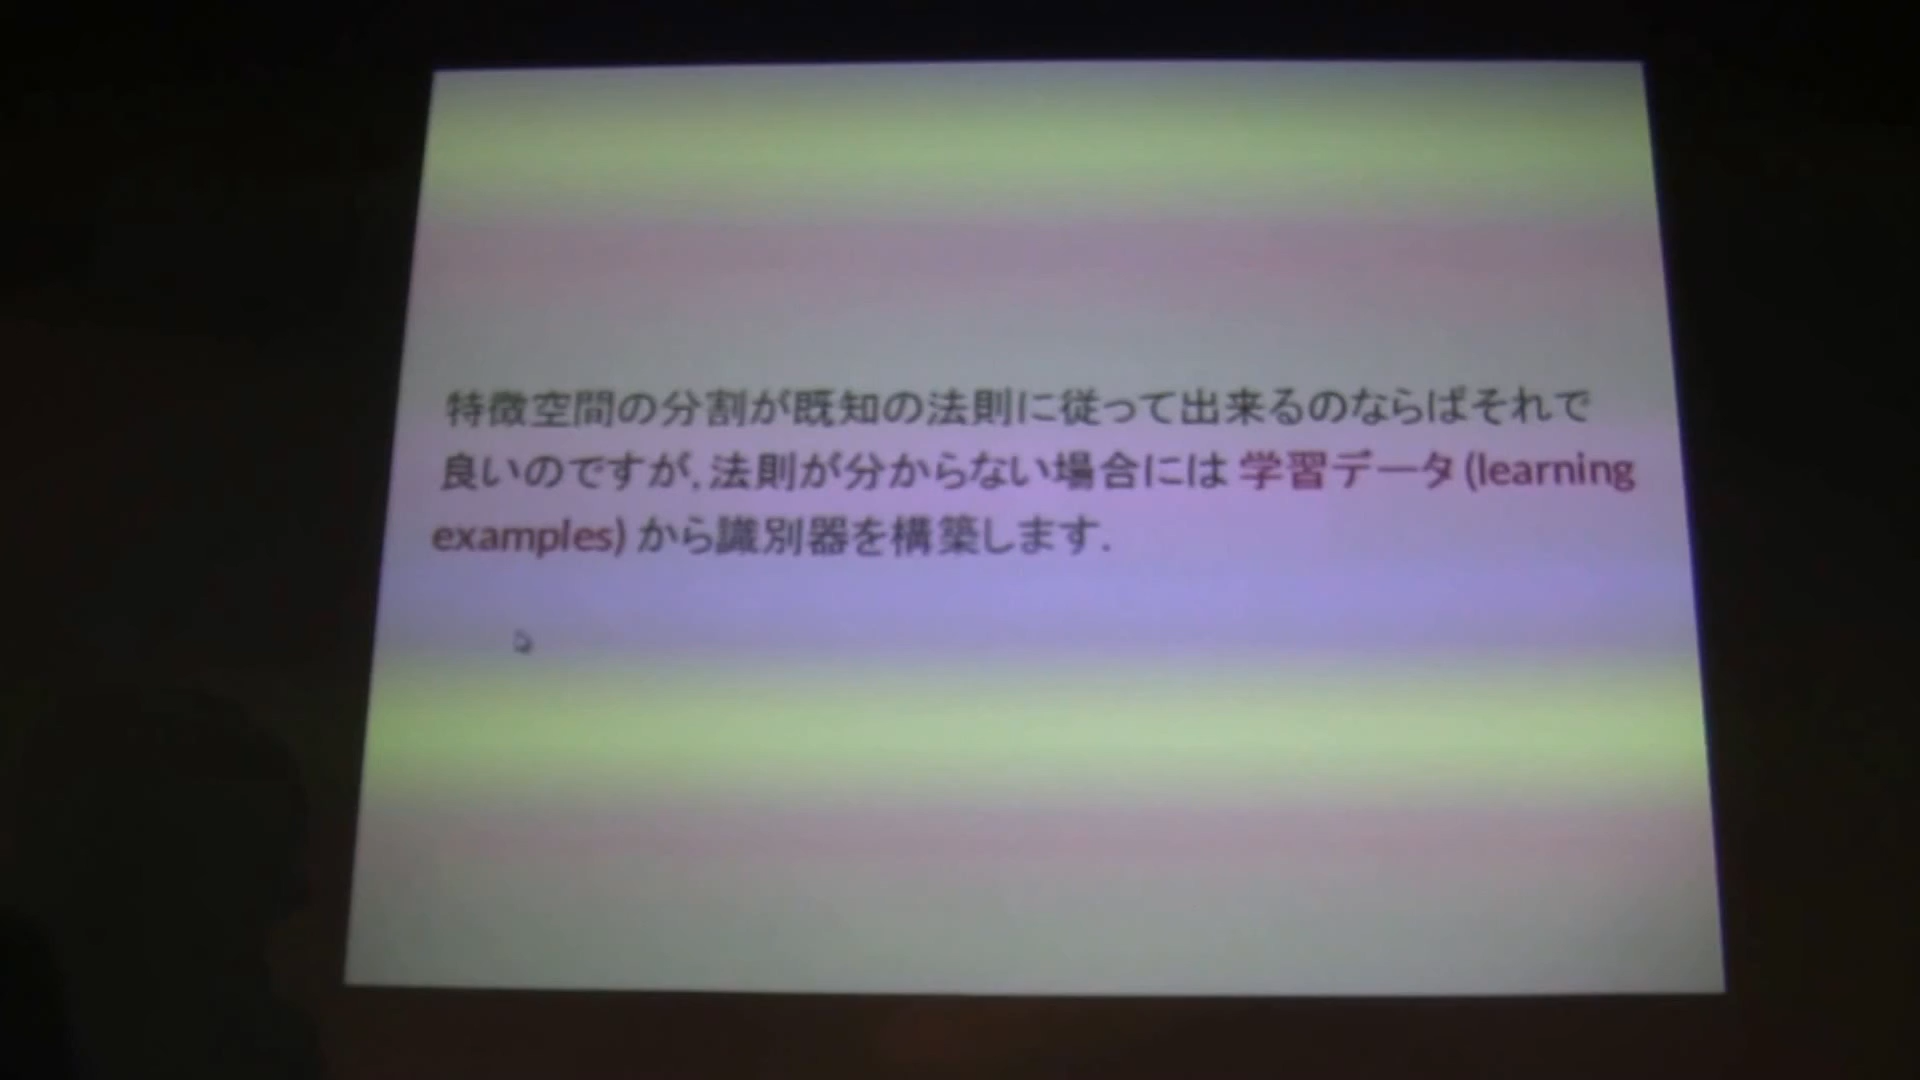 特徴空間の分割が既知の法則に従って出来るのならばそれで
良いのですが,法則が分からない場合には 学習データ (learning
examples) から識別器を構築します.